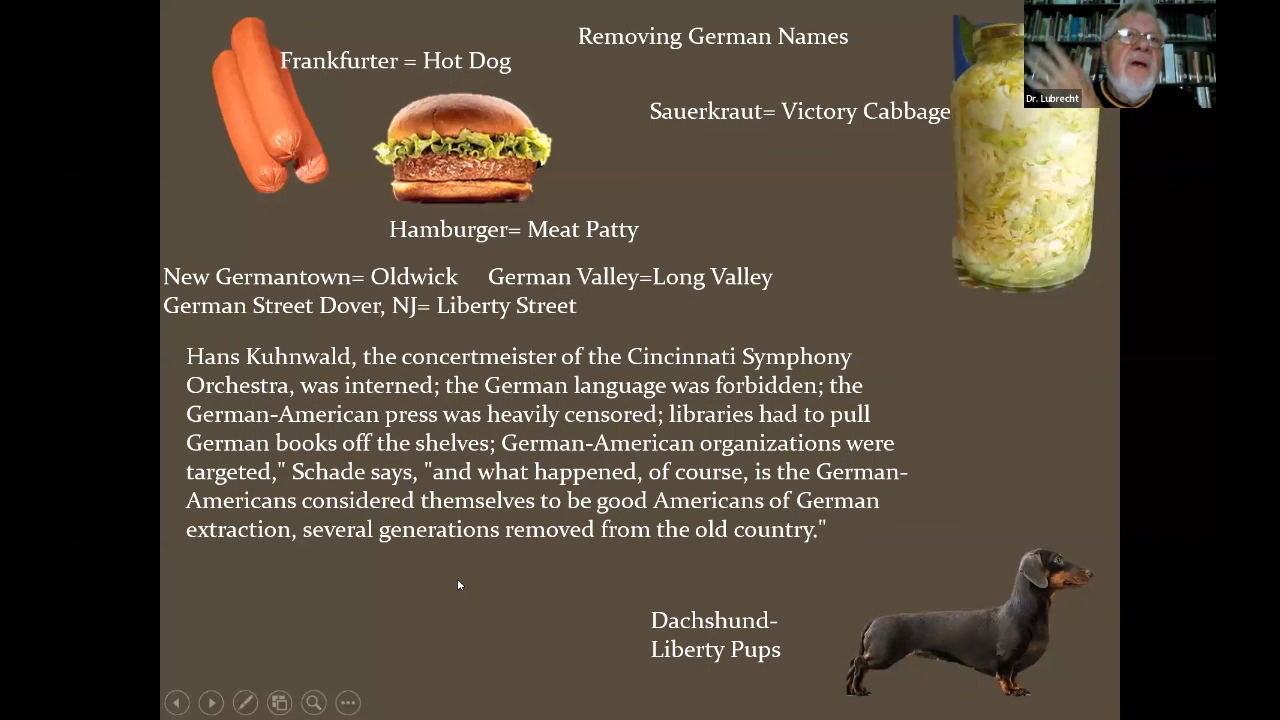 Removing German Names
Frankfurter = Hot Dog
Dr. Lubrecht
Sauerkraut= Victory Cabbage
Hamburger= Meat Patty
New Germantown= Oldwick German Valley=Long Valley
German Street Dover, NJ= Liberty Street
Hans Kuhnwald, the concertmeister of the Cincinnati Symphony
Orchestra, was interned; the German language was forbidden; the
German-American press was heavily censored; libraries had to pull
German books off the shelves; German-American organizations were
targeted," Schade says, "and what happened, of course, is the German-
Americans considered themselves to be good Americans of German
extraction, several generations removed from the old country."
Dachshund-
Liberty Pups